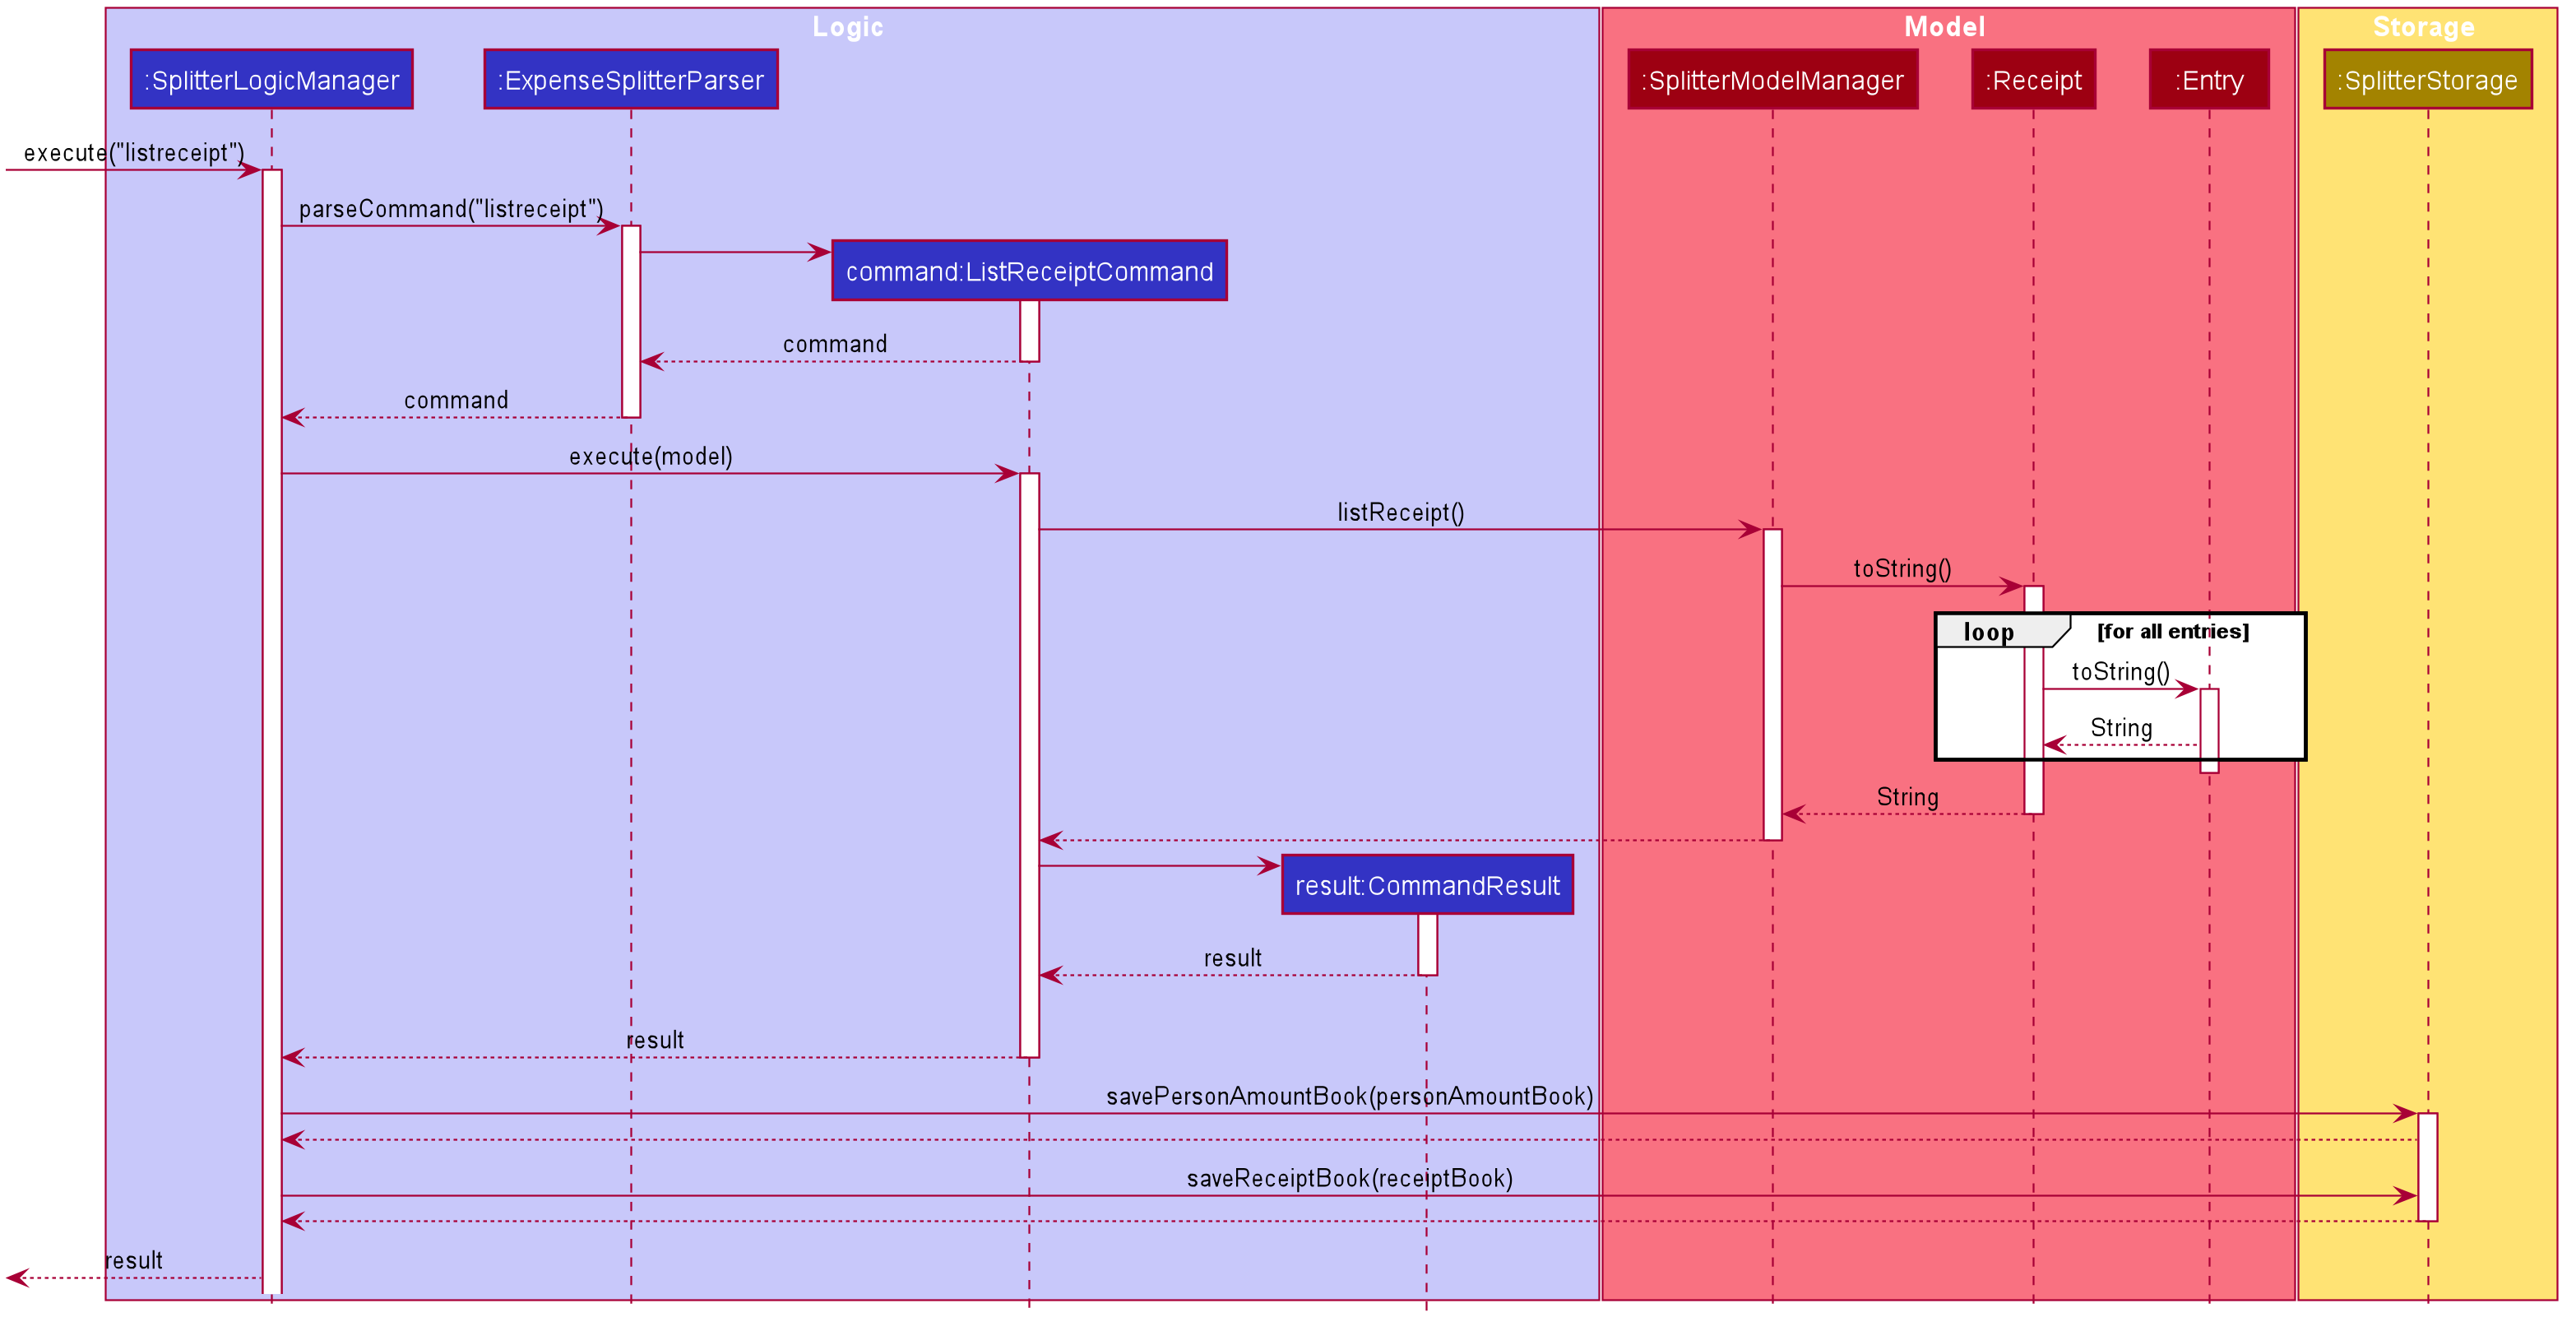 Logic
Model
Storage
:SplitterLogicManager
:ExpenseSplitterParser
:SplitterModelManager
:Receipt
:Entry
:SplitterStorage
execute("listreceipt")
parseCommand("listreceipt")
command:ListReceiptCommand
command
command
execute(model)
listReceipt()
toString()
loop
[for all entries]
toString()
String
String
result:CommandResult
result
result
savePersonAmountBook(personAmountBook)
saveReceiptBook(receiptBook)
result